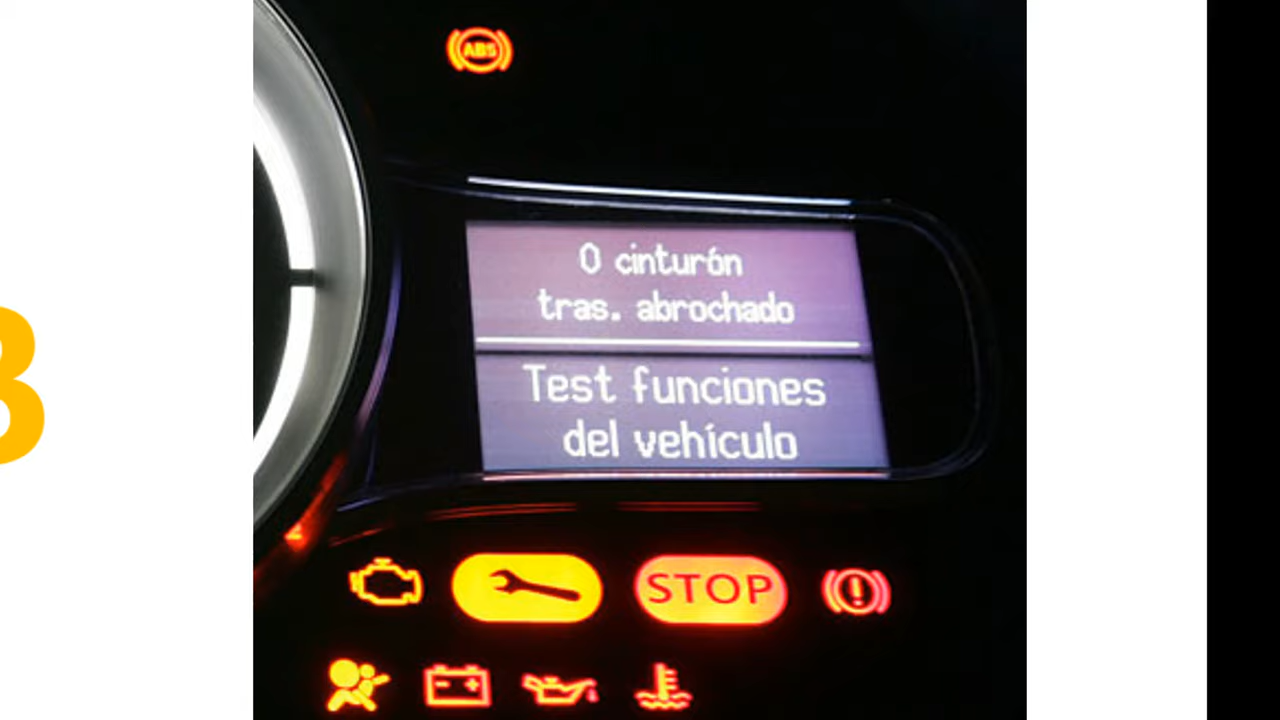 ABS
0 cinturón
tras. abrochado
Test funciones
del vehículo
STOP